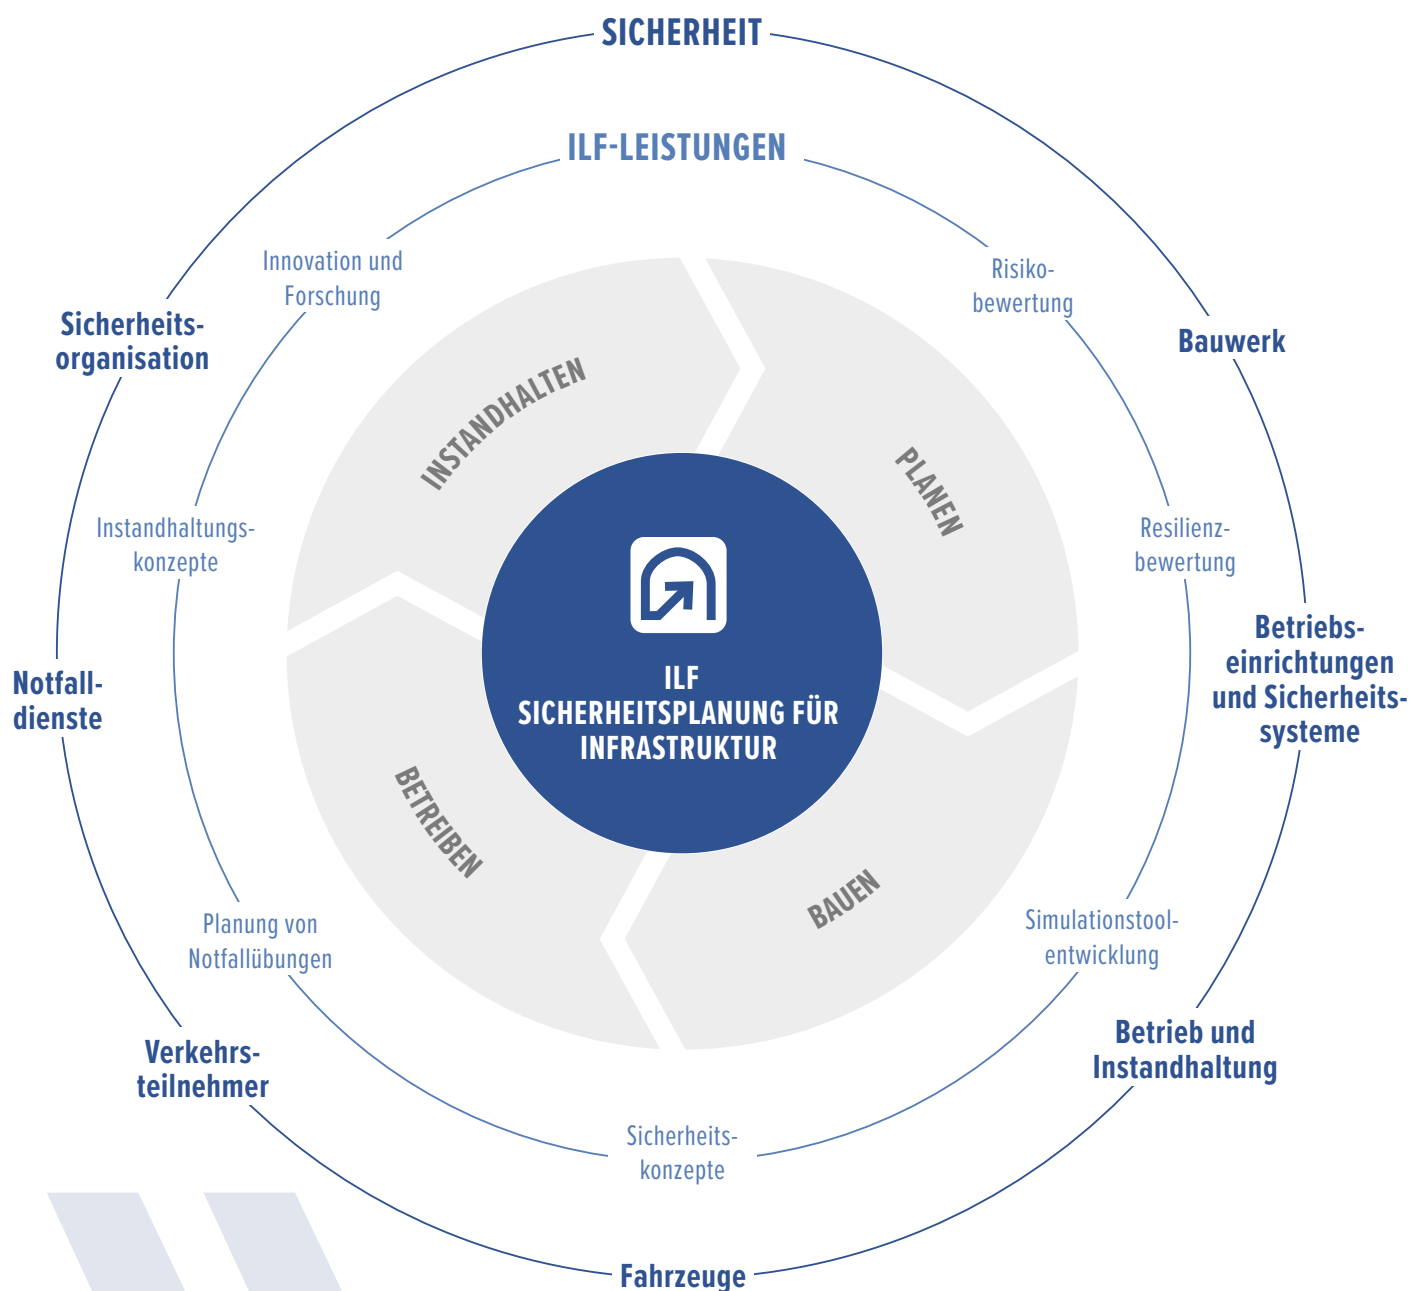 SICHERHEIT
ILF-LEISTUNGEN
Innovation und
Forschung
Risiko-
bewertung
Sicherheits-
organisation
Bauwerk
INSTANDHALTEN
PLANEN
Instandhaltungs-
konzepte
Resilienz-
bewertung
ILF
SICHERHEITSPLANUNG FÜR
INFRASTRUKTUR
Notfall-
dienste
Betriebs-
einrichtungen
und Sicherheits-
systeme
BETREIBEN
BAUEN
Planung von
Notfallübungen
Simulationstool-
entwicklung
Verkehrs-
teilnehmer
Betrieb und
Instandhaltung
Sicherheits-
konzepte
Fahrzeuge